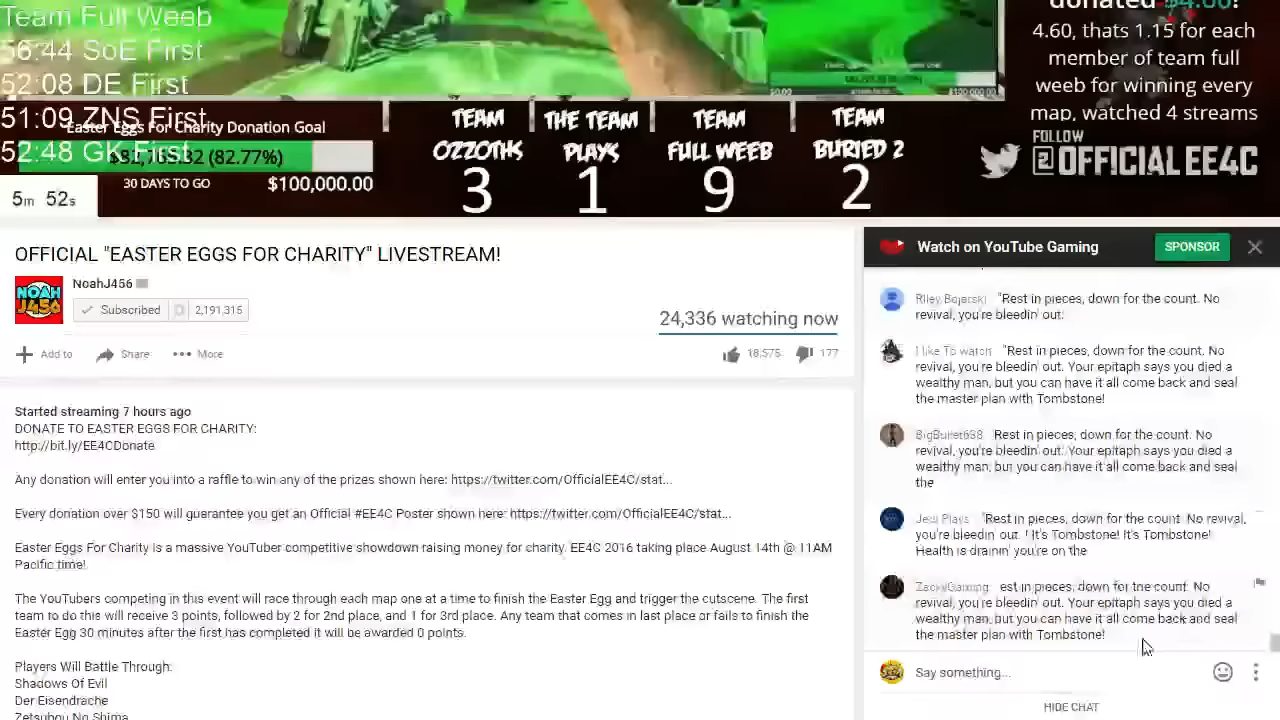 Team Full Weeb
56:44 SoE First
52:08 DE First
51:09 ZNS First
52:48 GK First
Easter Eggs For Charity Donation Goal
(82.77%)
30 DAYS TO GO
$100,000.00
5m 52s
TEAM OZZOTHS
3
THE TEAM PLAYS
1
TEAM FULL WEEB
9
TEAM BURIED 2
2
$0.00
$100,000.00
donated $4.60!
4.60, thats 1.15 for each
member of team full
weeb for winning every
map, watched 4 streams
FOLLOW
@OFFICIALEE4C
OFFICIAL "EASTER EGGS FOR CHARITY" LIVESTREAM!
NoahJ456
NOAH
J456
Subscribed
2,191,315
24,336 watching now
Add to
Share
More
18,575
177
Started streaming 7 hours ago
DONATE TO EASTER EGGS FOR CHARITY:
http://bit.ly/EE4CDonate
Any donation will enter you into a raffle to win any of the prizes shown here: https://twitter.com/OfficialEE4C/stat...
Every donation over $150 will guarantee you get an Official #EE4C Poster shown here: https://twitter.com/OfficialEE4C/stat...
Easter Eggs For Charity is a massive YouTuber competitive showdown raising money for charity. EE4C 2016 taking place August 14th @ 11AM
Pacific time!
The YouTubers competing in this event will race through each map one at a time to finish the Easter Egg and trigger the cutscene. The first
team to do this will receive 3 points, followed by 2 for 2nd place, and 1 for 3rd place. Any team that comes in last place or fails to finish the
Easter Egg 30 minutes after the first has completed it will be awarded 0 points.
Players Will Battle Through:
Shadows Of Evil
Der Eisendrache
Zetsubou No Shima
Watch on YouTube Gaming
SPONSOR
Riley Bojarski "Rest in pieces, down for the count. No
revival, you're bleedin' out.
I like To watch "Rest in pieces, down for the count. No
revival, you're bleedin' out. Your epitaph says you died a
wealthy man, but you can have it all come back and seal
the master plan with Tombstone!
Rest in pieces, down for the count. No
revival, you're bleedin' out. Your epitaph says you died a
wealthy man, but you can have it all come back and seal
the
Jedi Plays "Rest in pieces, down for the count. No revival,
you're bleedin' out. ! It's Tombstone! It's Tombstone!
Health is drainin' you're on the
ZackyGaming est in pieces, down for the count. No
revival, you're bleedin' out. Your epitaph says you died a
wealthy man, but you can have it all come back and seal
the master plan with Tombstone!
Say something...
HIDE CHAT